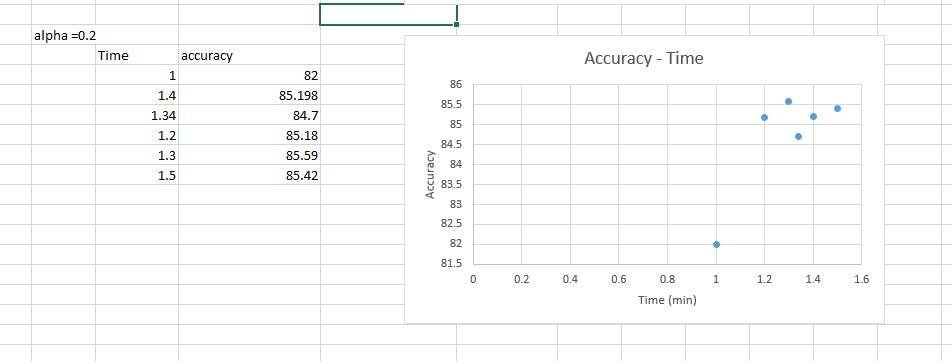 alpha =0.2
Time accuracy
1 82
1.4 85.198
1.34 84.7
1.2 85.18
1.3 85.59
1.5 85.42
Accuracy - Time
86
85.5
85
84.5
84
83.5
83
82.5
82
81.5
Accuracy
0 0.2 0.4 0.6 0.8 1 1.2 1.4 1.6
Time (min)